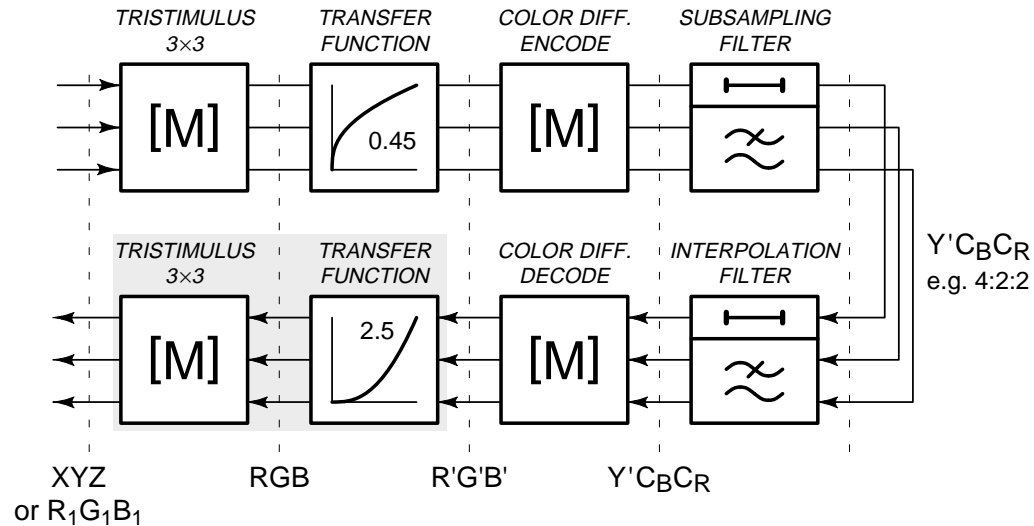 TRISTIMULUS
3×3
TRANSFER
FUNCTION
COLOR DIFF.
ENCODE
SUBSAMPLING
FILTER
[M]
0.45
[M]
Y'CBCR
e.g. 4:2:2
TRISTIMULUS
3×3
TRANSFER
FUNCTION
COLOR DIFF.
DECODE
INTERPOLATION
FILTER
[M]
2.5
[M]
XYZ
or R₁G₁B₁
RGB
R'G'B'
Y'CBCR